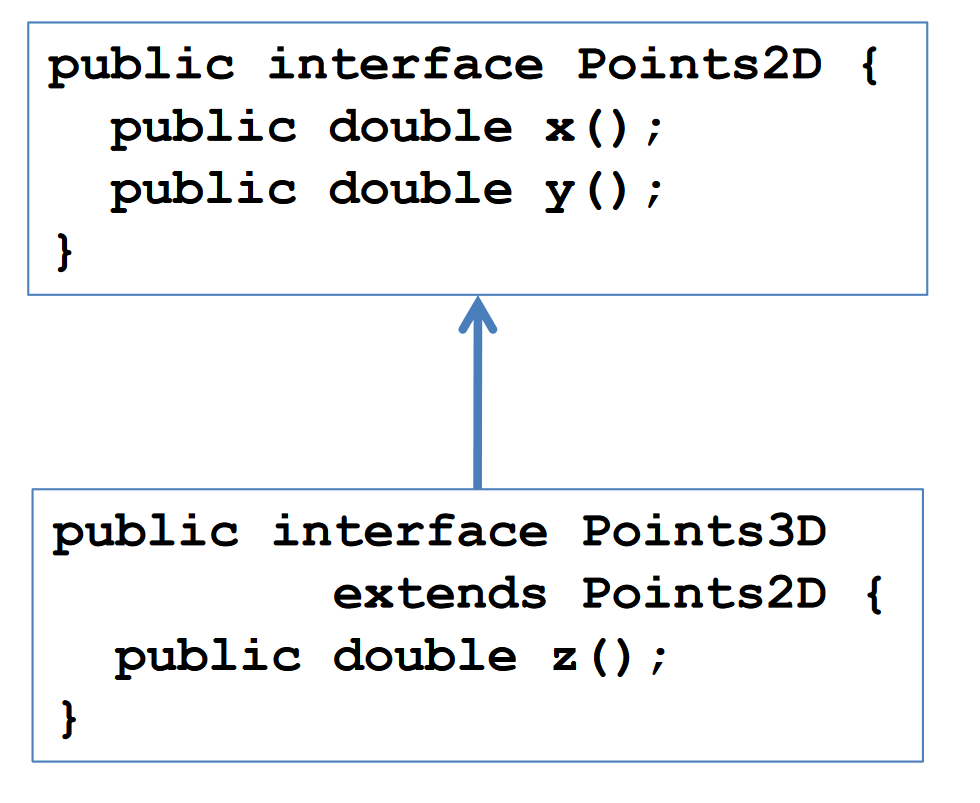 public interface Points2D {
public double x();
public double y();
}
public interface Points3D
extends Points2D {
public double z();
}